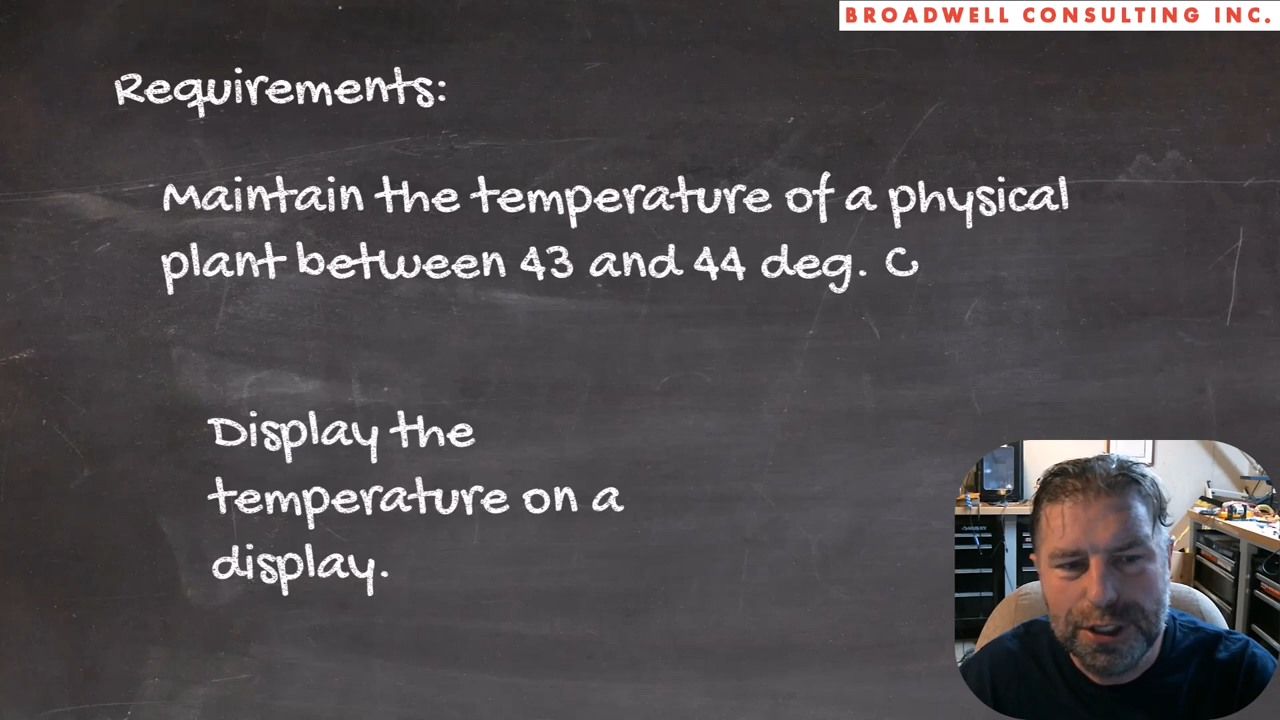 BROADWELL CONSULTING INC.
Requirements:
Maintain the temperature of a physical
plant between 43 and 44 deg. C
Display the
temperature on a
display.